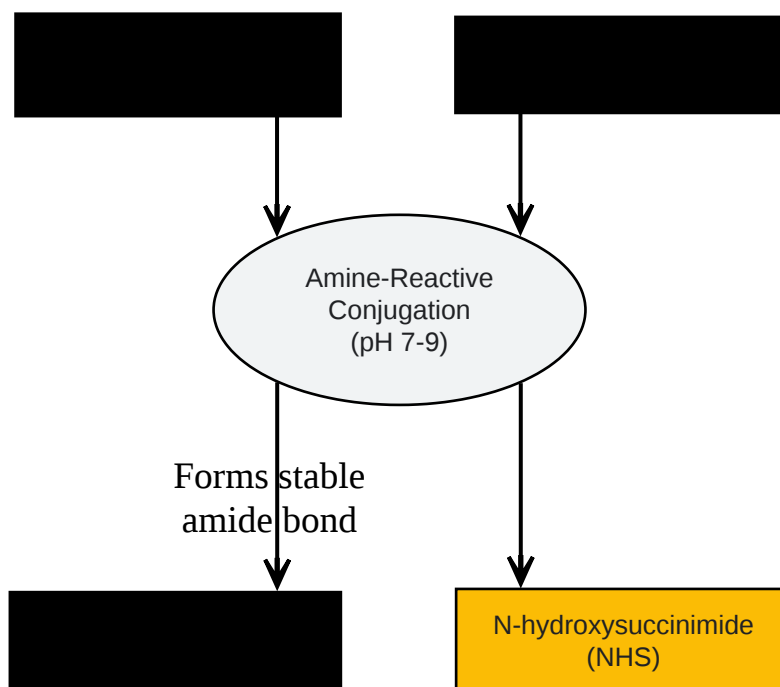 Amine-Reactive
Conjugation
(pH 7-9)
Forms stable
amide bond
N-hydroxysuccinimide
(NHS)